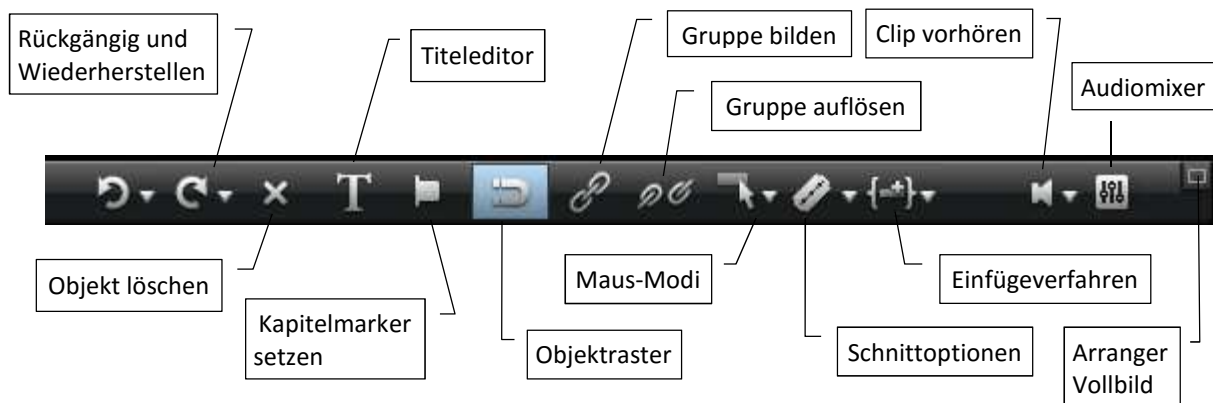 Rückgängig und
Wiederherstellen
Titeleditor
Gruppe bilden
Clip vorhören
Gruppe auflösen
Audiomixer
Objekt löschen
Kapitelmarker
setzen
Objektraster
Maus-Modi
Schnittoptionen
Einfügeverfahren
Arranger
Vollbild